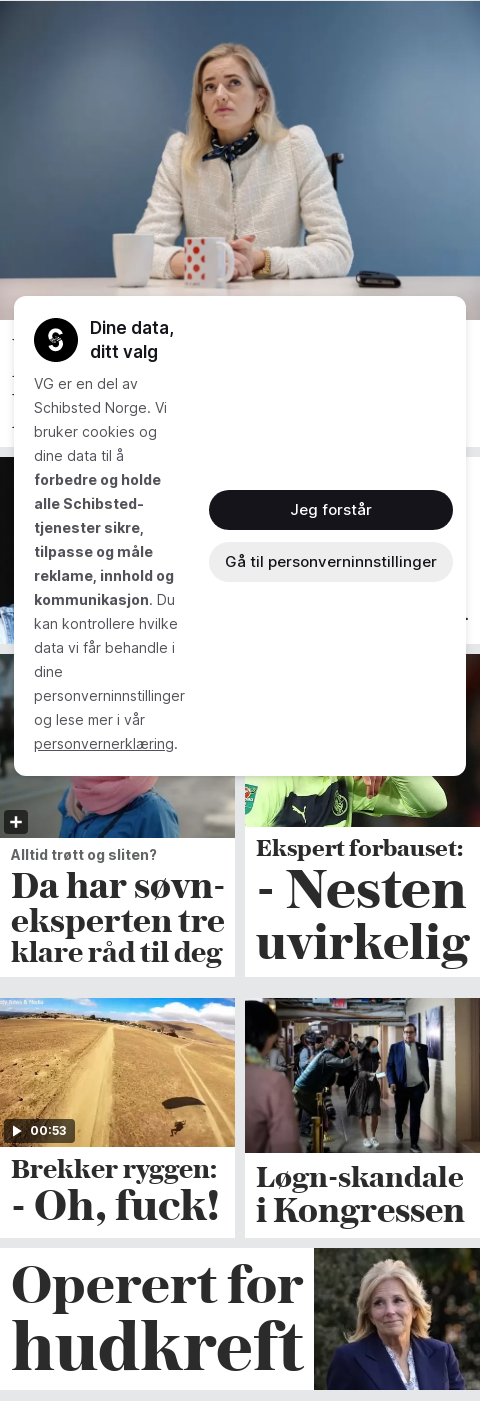 Dine data,
ditt valg
VG er en del av
Schibsted Norge. Vi
bruker cookies og
dine data til å
forbedre og holde
alle Schibsted-
tjenester sikre,
tilpasse og måle
reklame, innhold og
kommunikasjon. Du
kan kontrollere hvilke
data vi får behandle i
dine
personverninnstillinger
og lese mer i vår
personvernerklæring.
Jeg forstår
Gå til personverninnstillinger
Alltid trøtt og sliten?
Da har søvn-
eksperten tre
klare råd til deg
Ekspert forbauset:
- Nesten
uvirkelig
00:53
Brekker ryggen:
- Oh, fuck!
Løgn-skandale
i Kongressen
Operert for
hudkreft